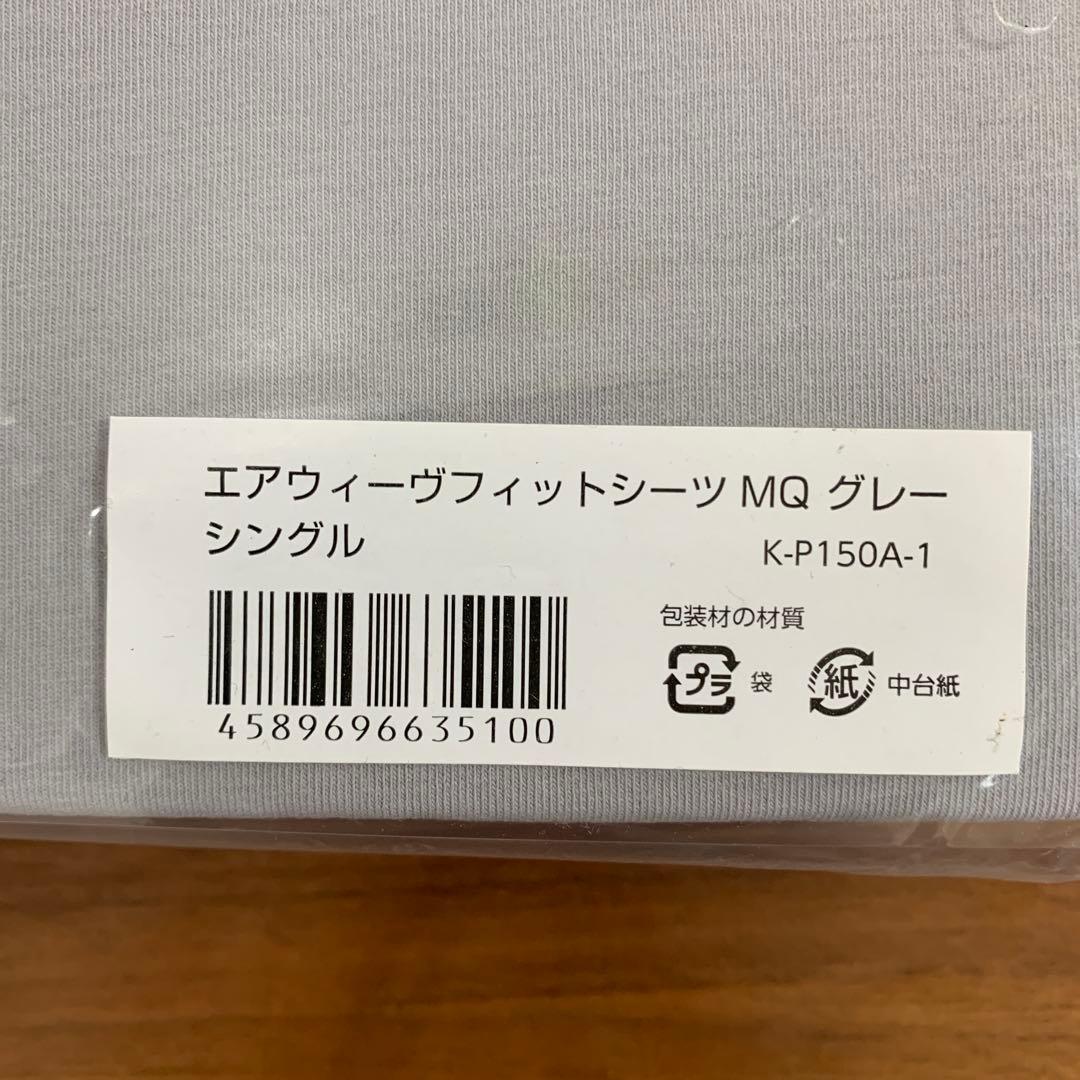 エアウィーヴフィットシーツ MQ グレー
シングル
K-P150A-1
包装材の材質
プラ 袋 紙 中台紙
4589696635100